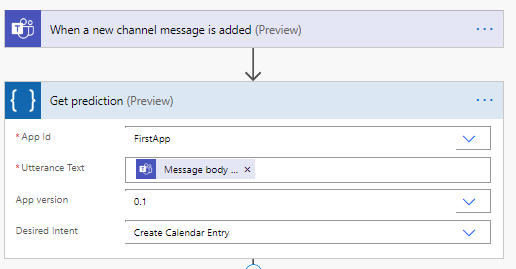 When a new channel message is added (Preview)
Get prediction (Preview)
* App Id
FirstApp
* Utterance Text
Message body ... ×
App version
0.1
Desired Intent
Create Calendar Entry